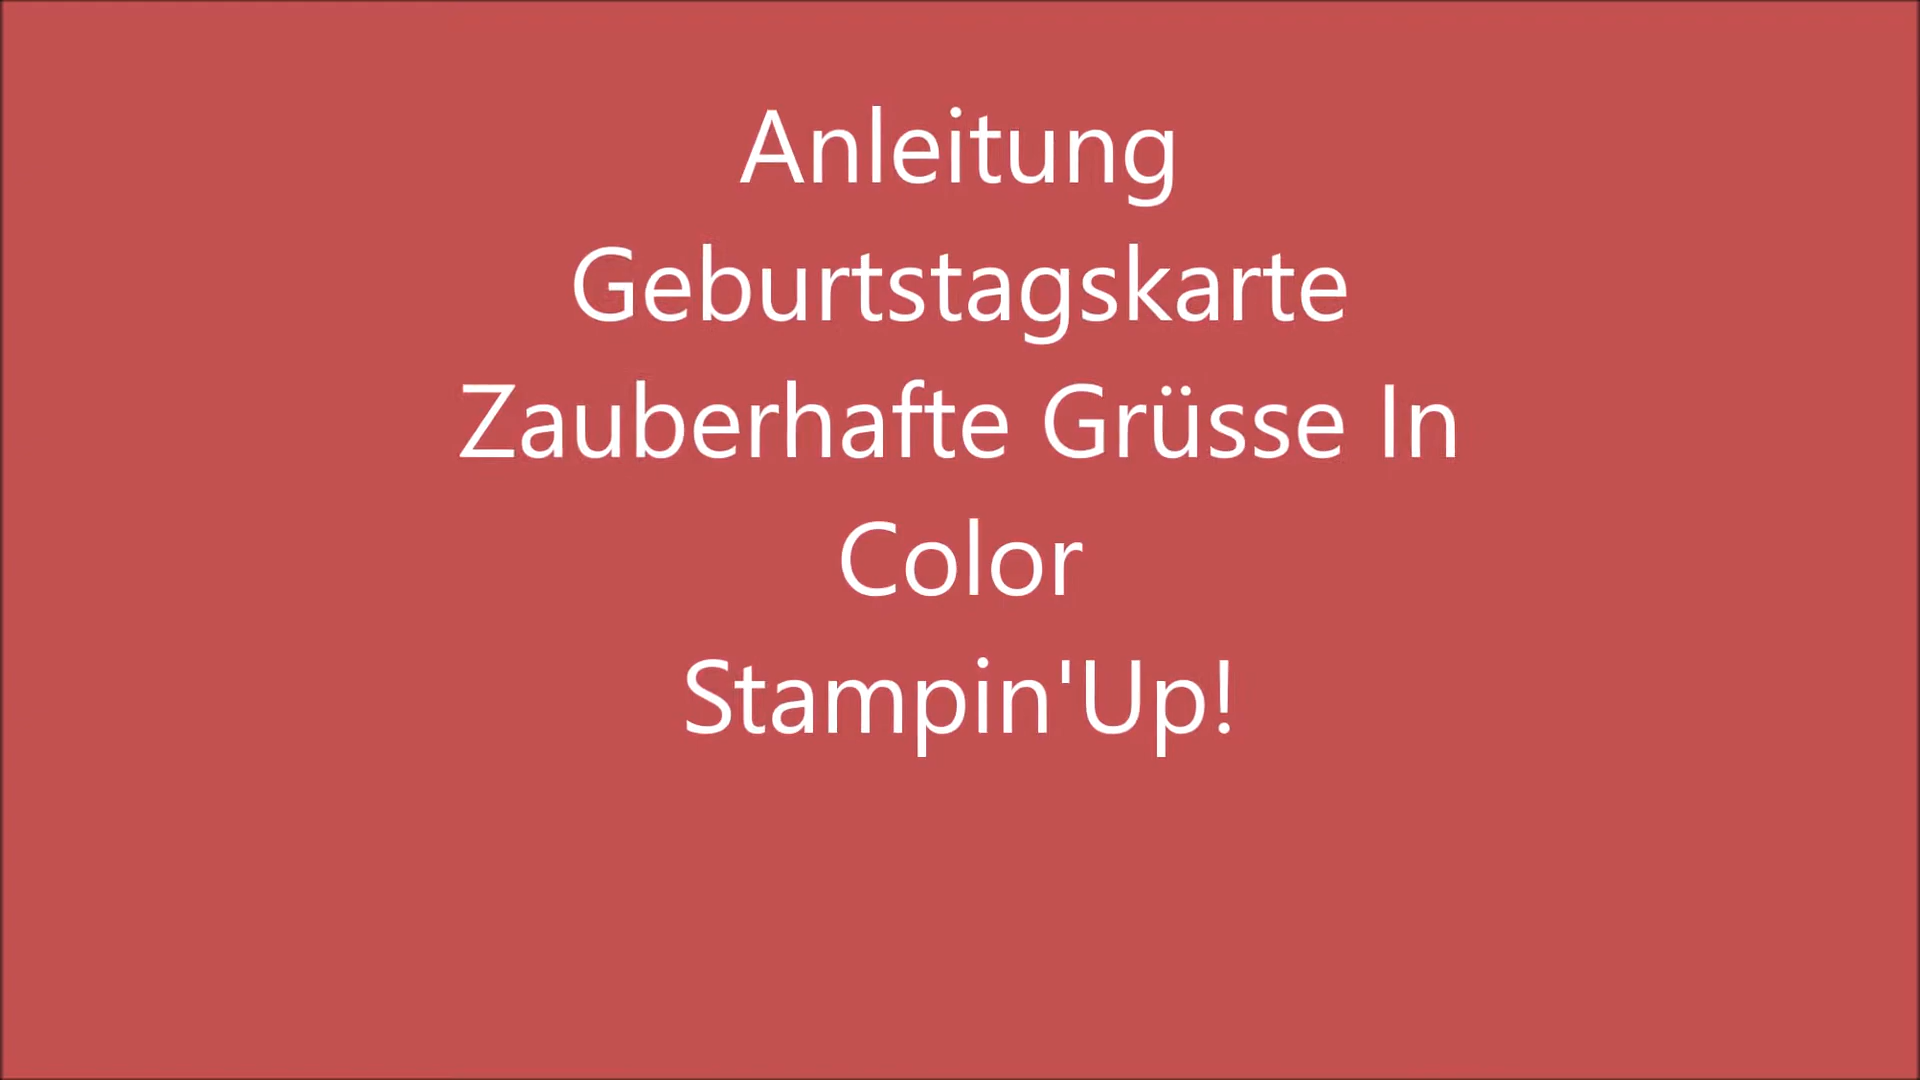 Anleitung
Geburtstagskarte
Zauberhafte Grüsse In
Color
Stampin'Up!